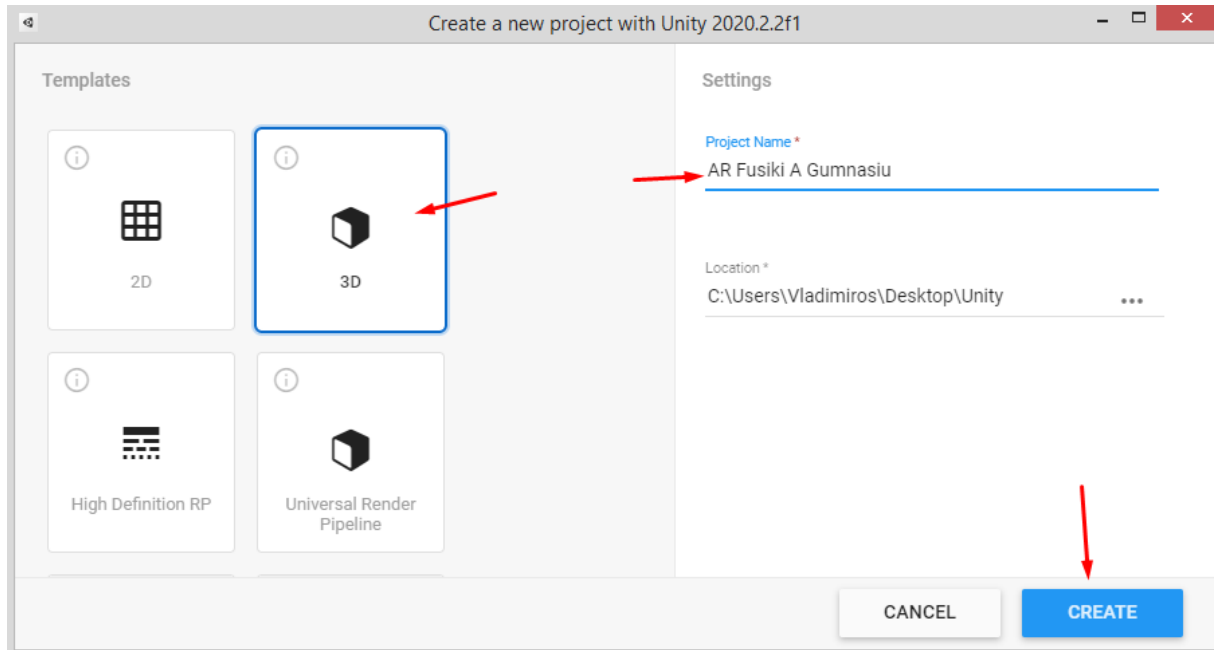 Create a new project with Unity 2020.2.2f1
Templates
2D
3D
High Definition RP
Universal Render
Pipeline
Settings
Project Name *
AR Fusiki A Gumnasiu
Location *
C:\Users\Vladimiros\Desktop\Unity
CANCEL
CREATE